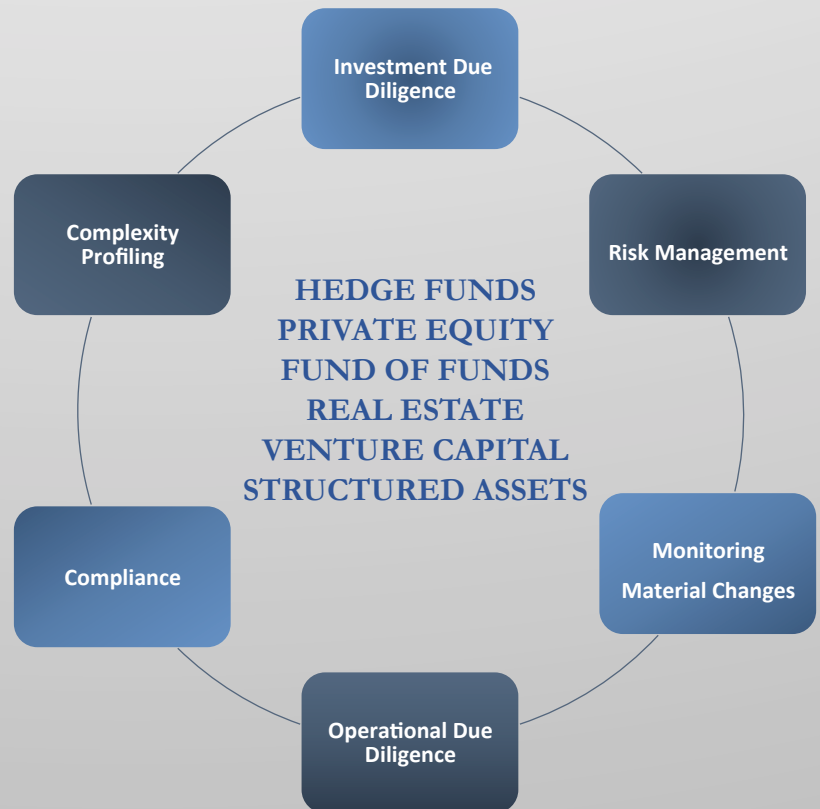 Investment Due
Diligence
Complexity
Profiling
Risk Management
HEDGE FUNDS
PRIVATE EQUITY
FUND OF FUNDS
REAL ESTATE
VENTURE CAPITAL
STRUCTURED ASSETS
Compliance
Monitoring
Material Changes
Operational Due
Diligence